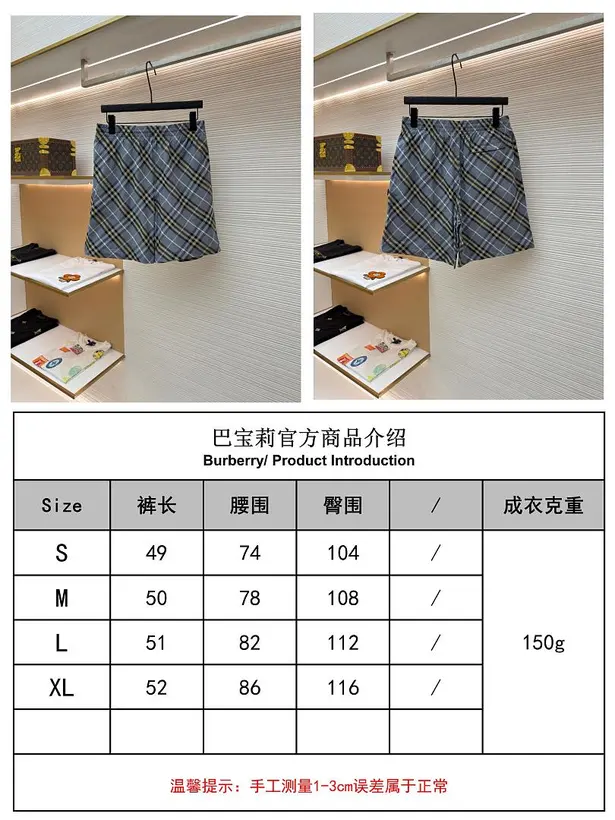 巴宝莉官方商品介绍
Burberry/ Product Introduction
Size 裤长 腰围 臀围 / 成衣克重
S 49 74 104 /
M 50 78 108 /
L 51 82 112 /
XL 52 86 116 /
150g
温馨提示：手工测量1-3cm误差属于正常